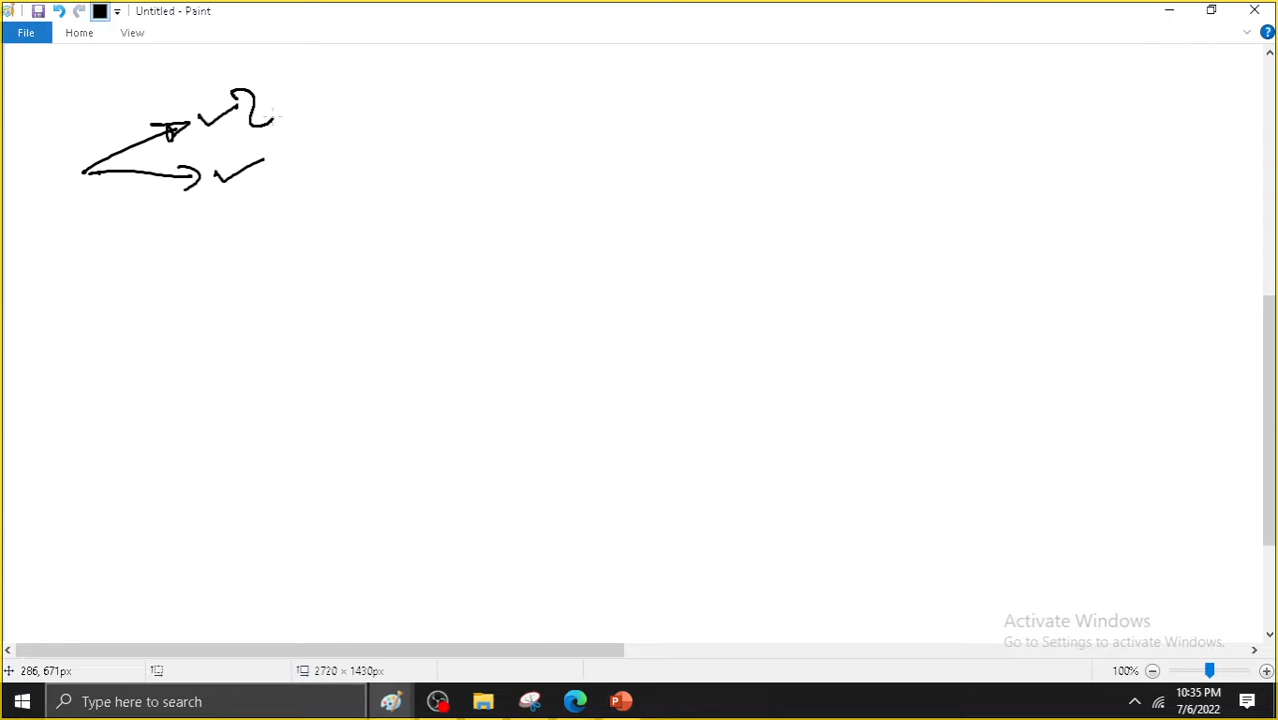 Untitled - Paint
File Home View
Activate Windows
Go to Settings to activate Windows.
286, 671px 2720 × 1430px 100%
Type here to search 10:35 PM
7/6/2022